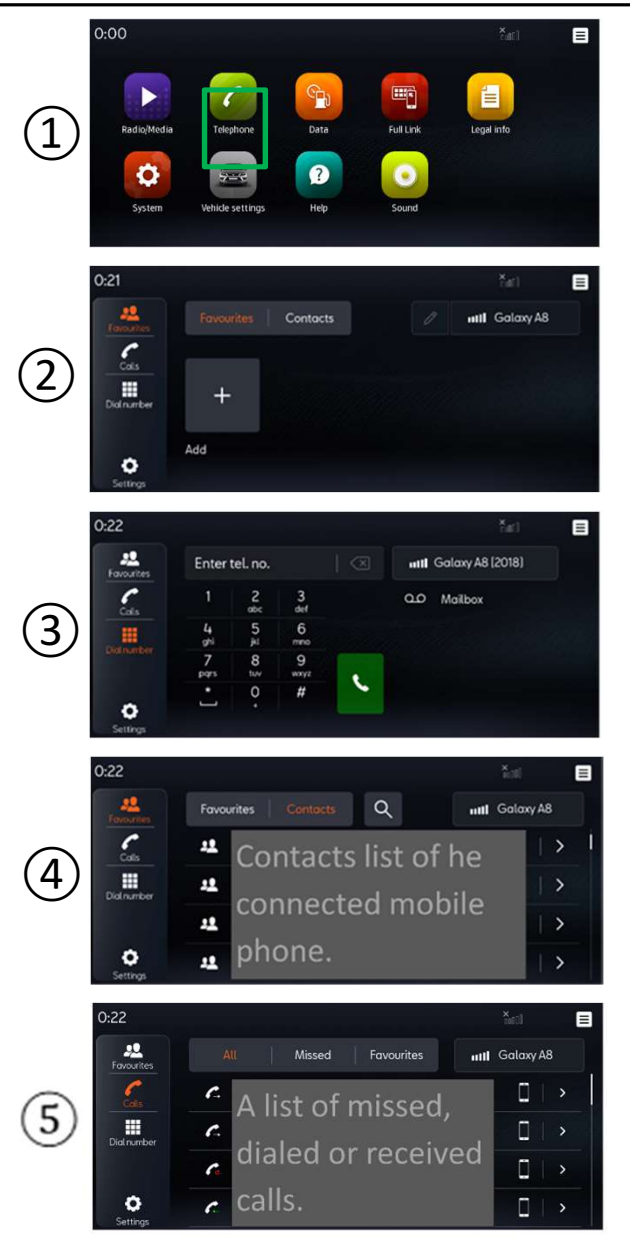 1
0:00
Radio/Media Telephone Data Full Link Legal info
System Vehicle settings Help Sound
2
0:21
Favourites
Favourites Contacts Galaxy A8
Calls
Dial number
+
Add
Settings
3
0:22
Favourites
Enter tel. no. Galaxy A8 (2018)
Calls
1 2 3 Mailbox
abc def
Dial number
4 5 6
ghi jkl mno
7 8 9
pqrs tuv wxyz
* 0 #
+
Settings
4
0:22
Favourites
Favourites Contacts Galaxy A8
Calls
Dial number
Settings
Contacts list of he
connected mobile
phone.
5
0:22
Favourites
All Missed Favourites Galaxy A8
Calls
Dial number
Settings
A list of missed,
dialed or received
calls.